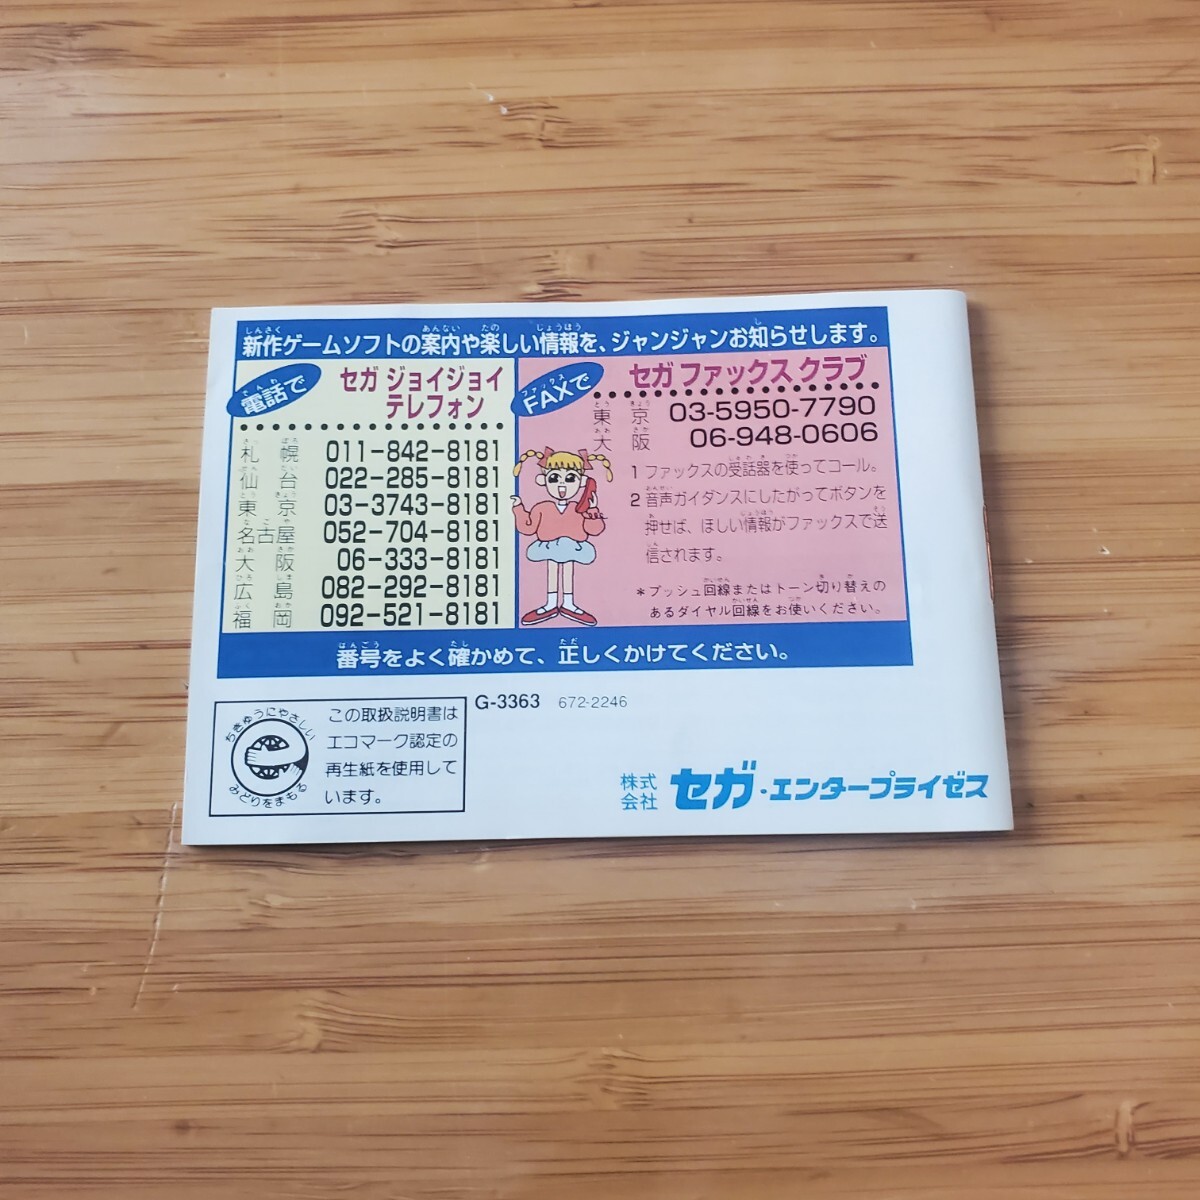 新作ゲームソフトの案内や楽しい情報を、ジャンジャンお知らせします。
電話で
セガ ジョイジョイ
テレフォン
札幌 011-842-8181
仙台 022-285-8181
東京 03-3743-8181
名古屋 052-704-8181
大阪 06-333-8181
広島 082-292-8181
福岡 092-521-8181
FAXで
セガ ファックス クラブ
東京 03-5950-7790
大阪 06-948-0606
1 ファックスの受話器を使ってコール。
2 音声ガイダンスにしたがってボタンを
押せば、ほしい情報がファックスで送
信されます。
*プッシュ回線またはトーン切り替えの
あるダイヤル回線をお使いください。
番号をよく確かめて、正しくかけてください。
G-3363 672-2246
ちきゅうにやさしい
みどりをまもる
この取扱説明書は
エコマーク認定の
再生紙を使用して
います。
株式会社 セガ・エンタープライゼス